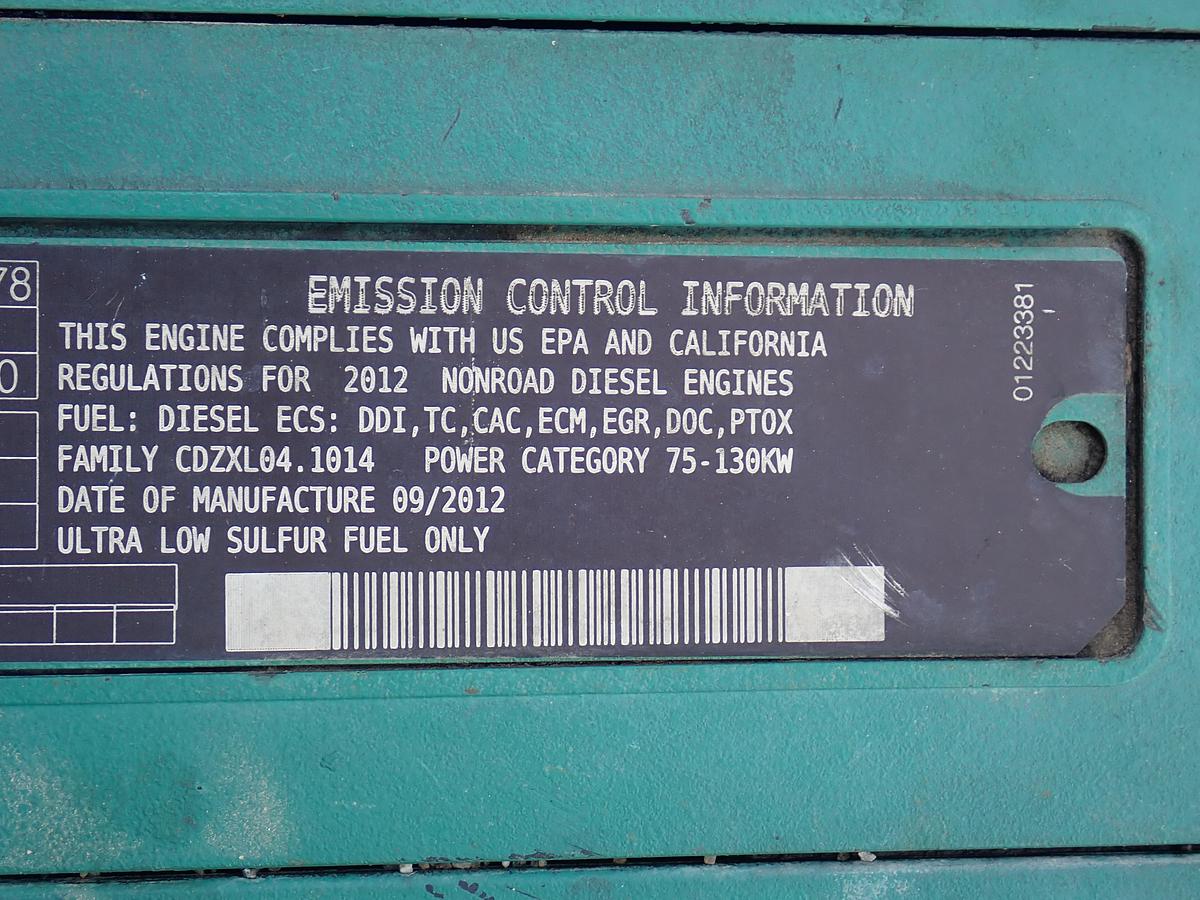 78
0
EMISSION CONTROL INFORMATION
THIS ENGINE COMPLIES WITH US EPA AND CALIFORNIA
REGULATIONS FOR 2012 NONROAD DIESEL ENGINES
FUEL: DIESEL ECS: DDI,TC,CAC,ECM,EGR,DOC,PTOX
FAMILY CDZXL04.1014 POWER CATEGORY 75-130KW
DATE OF MANUFACTURE 09/2012
ULTRA LOW SULFUR FUEL ONLY
01223381